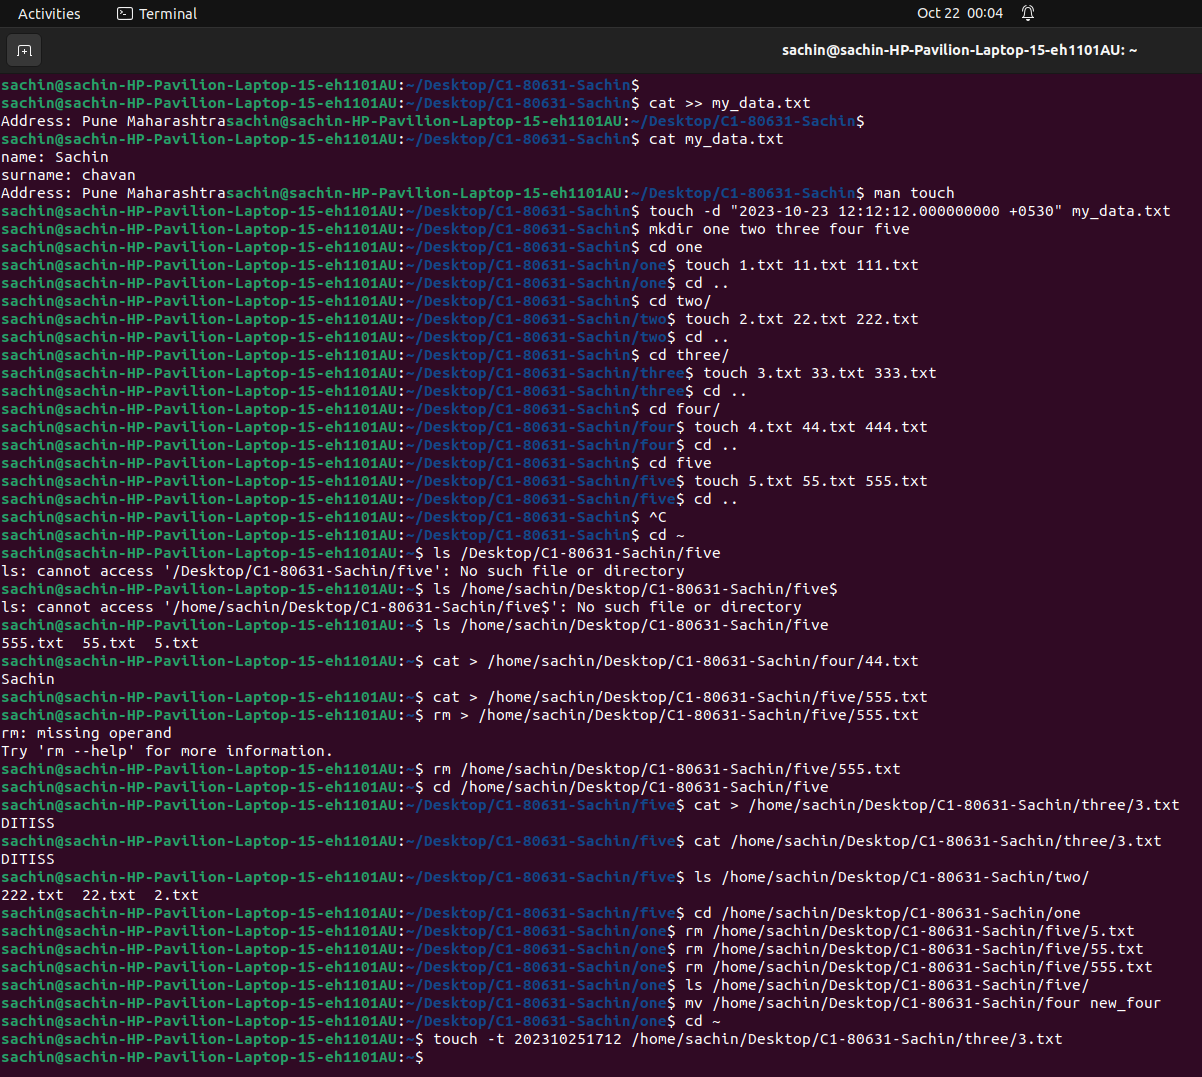 Activities Terminal Oct 22 00:04
sachin@sachin-HP-Pavilion-Laptop-15-eh1101AU: ~
sachin@sachin-HP-Pavilion-Laptop-15-eh1101AU:~/Desktop/C1-80631-Sachin$
sachin@sachin-HP-Pavilion-Laptop-15-eh1101AU:~/Desktop/C1-80631-Sachin$ cat >> my_data.txt
Address: Pune Maharashtrasachin@sachin-HP-Pavilion-Laptop-15-eh1101AU:~/Desktop/C1-80631-Sachin$
sachin@sachin-HP-Pavilion-Laptop-15-eh1101AU:~/Desktop/C1-80631-Sachin$ cat my_data.txt
name: Sachin
surname: chavan
Address: Pune Maharashtrasachin@sachin-HP-Pavilion-Laptop-15-eh1101AU:~/Desktop/C1-80631-Sachin$ man touch
sachin@sachin-HP-Pavilion-Laptop-15-eh1101AU:~/Desktop/C1-80631-Sachin$ touch -d "2023-10-23 12:12:12.000000000 +0530" my_data.txt
sachin@sachin-HP-Pavilion-Laptop-15-eh1101AU:~/Desktop/C1-80631-Sachin$ mkdir one two three four five
sachin@sachin-HP-Pavilion-Laptop-15-eh1101AU:~/Desktop/C1-80631-Sachin$ cd one
sachin@sachin-HP-Pavilion-Laptop-15-eh1101AU:~/Desktop/C1-80631-Sachin/one$ touch 1.txt 11.txt 111.txt
sachin@sachin-HP-Pavilion-Laptop-15-eh1101AU:~/Desktop/C1-80631-Sachin/one$ cd ..
sachin@sachin-HP-Pavilion-Laptop-15-eh1101AU:~/Desktop/C1-80631-Sachin$ cd two/
sachin@sachin-HP-Pavilion-Laptop-15-eh1101AU:~/Desktop/C1-80631-Sachin/two$ touch 2.txt 22.txt 222.txt
sachin@sachin-HP-Pavilion-Laptop-15-eh1101AU:~/Desktop/C1-80631-Sachin/two$ cd ..
sachin@sachin-HP-Pavilion-Laptop-15-eh1101AU:~/Desktop/C1-80631-Sachin$ cd three/
sachin@sachin-HP-Pavilion-Laptop-15-eh1101AU:~/Desktop/C1-80631-Sachin/three$ touch 3.txt 33.txt 333.txt
sachin@sachin-HP-Pavilion-Laptop-15-eh1101AU:~/Desktop/C1-80631-Sachin/three$ cd ..
sachin@sachin-HP-Pavilion-Laptop-15-eh1101AU:~/Desktop/C1-80631-Sachin$ cd four/
sachin@sachin-HP-Pavilion-Laptop-15-eh1101AU:~/Desktop/C1-80631-Sachin/four$ touch 4.txt 44.txt 444.txt
sachin@sachin-HP-Pavilion-Laptop-15-eh1101AU:~/Desktop/C1-80631-Sachin/four$ cd ..
sachin@sachin-HP-Pavilion-Laptop-15-eh1101AU:~/Desktop/C1-80631-Sachin$ cd five
sachin@sachin-HP-Pavilion-Laptop-15-eh1101AU:~/Desktop/C1-80631-Sachin/five$ touch 5.txt 55.txt 555.txt
sachin@sachin-HP-Pavilion-Laptop-15-eh1101AU:~/Desktop/C1-80631-Sachin/five$ cd ..
sachin@sachin-HP-Pavilion-Laptop-15-eh1101AU:~/Desktop/C1-80631-Sachin$ ^C
sachin@sachin-HP-Pavilion-Laptop-15-eh1101AU:~/Desktop/C1-80631-Sachin$ cd ~
sachin@sachin-HP-Pavilion-Laptop-15-eh1101AU:~$ ls /Desktop/C1-80631-Sachin/five
ls: cannot access '/Desktop/C1-80631-Sachin/five': No such file or directory
sachin@sachin-HP-Pavilion-Laptop-15-eh1101AU:~$ ls /home/sachin/Desktop/C1-80631-Sachin/five$
ls: cannot access '/home/sachin/Desktop/C1-80631-Sachin/five$': No such file or directory
sachin@sachin-HP-Pavilion-Laptop-15-eh1101AU:~$ ls /home/sachin/Desktop/C1-80631-Sachin/five
555.txt  55.txt  5.txt
sachin@sachin-HP-Pavilion-Laptop-15-eh1101AU:~$ cat > /home/sachin/Desktop/C1-80631-Sachin/four/44.txt
Sachin
sachin@sachin-HP-Pavilion-Laptop-15-eh1101AU:~$ cat > /home/sachin/Desktop/C1-80631-Sachin/five/555.txt
sachin@sachin-HP-Pavilion-Laptop-15-eh1101AU:~$ rm > /home/sachin/Desktop/C1-80631-Sachin/five/555.txt
rm: missing operand
Try 'rm --help' for more information.
sachin@sachin-HP-Pavilion-Laptop-15-eh1101AU:~$ rm /home/sachin/Desktop/C1-80631-Sachin/five/555.txt
sachin@sachin-HP-Pavilion-Laptop-15-eh1101AU:~$ cd /home/sachin/Desktop/C1-80631-Sachin/five
sachin@sachin-HP-Pavilion-Laptop-15-eh1101AU:~/Desktop/C1-80631-Sachin/five$ cat > /home/sachin/Desktop/C1-80631-Sachin/three/3.txt
DITISS
sachin@sachin-HP-Pavilion-Laptop-15-eh1101AU:~/Desktop/C1-80631-Sachin/five$ cat /home/sachin/Desktop/C1-80631-Sachin/three/3.txt
DITISS
sachin@sachin-HP-Pavilion-Laptop-15-eh1101AU:~/Desktop/C1-80631-Sachin/five$ ls /home/sachin/Desktop/C1-80631-Sachin/two/
222.txt  22.txt  2.txt
sachin@sachin-HP-Pavilion-Laptop-15-eh1101AU:~/Desktop/C1-80631-Sachin/five$ cd /home/sachin/Desktop/C1-80631-Sachin/one
sachin@sachin-HP-Pavilion-Laptop-15-eh1101AU:~/Desktop/C1-80631-Sachin/one$ rm /home/sachin/Desktop/C1-80631-Sachin/five/5.txt
sachin@sachin-HP-Pavilion-Laptop-15-eh1101AU:~/Desktop/C1-80631-Sachin/one$ rm /home/sachin/Desktop/C1-80631-Sachin/five/55.txt
sachin@sachin-HP-Pavilion-Laptop-15-eh1101AU:~/Desktop/C1-80631-Sachin/one$ rm /home/sachin/Desktop/C1-80631-Sachin/five/555.txt
sachin@sachin-HP-Pavilion-Laptop-15-eh1101AU:~/Desktop/C1-80631-Sachin/one$ ls /home/sachin/Desktop/C1-80631-Sachin/five/
sachin@sachin-HP-Pavilion-Laptop-15-eh1101AU:~/Desktop/C1-80631-Sachin/one$ mv /home/sachin/Desktop/C1-80631-Sachin/four new_four
sachin@sachin-HP-Pavilion-Laptop-15-eh1101AU:~/Desktop/C1-80631-Sachin/one$ cd ~
sachin@sachin-HP-Pavilion-Laptop-15-eh1101AU:~$ touch -t 202310251712 /home/sachin/Desktop/C1-80631-Sachin/three/3.txt
sachin@sachin-HP-Pavilion-Laptop-15-eh1101AU:~$